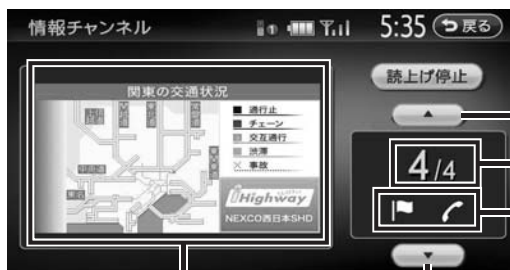 情報チャンネル
5:35
戻る
読上げ停止
関東の交通状況
通行止
チェーン
交互通行
渋滞
事故
4/4
iHighway
NEXCO西日本SHD